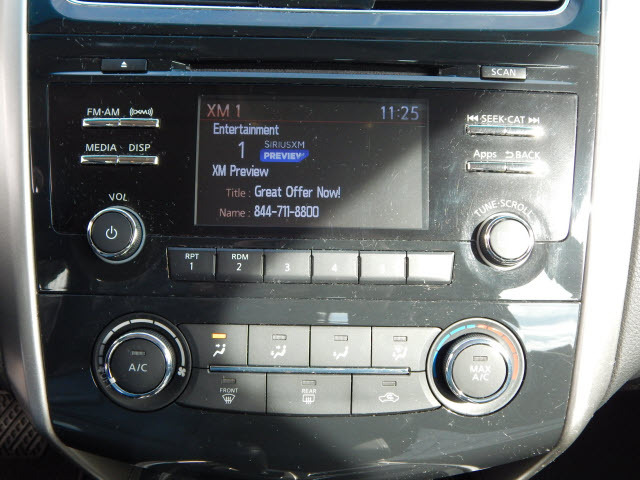 SCAN
FM·AM (XM)
SEEK·CAT
MEDIA DISP
Apps BACK
XM 1 11:25
Entertainment
1 SiriusXM
PREVIEW
XM Preview
Title : Great Offer Now!
Name : 844-711-8800
VOL
TUNE·SCROLL
RPT RDM
1 2 3 4 5
A/C
MAX
A/C
FRONT REAR